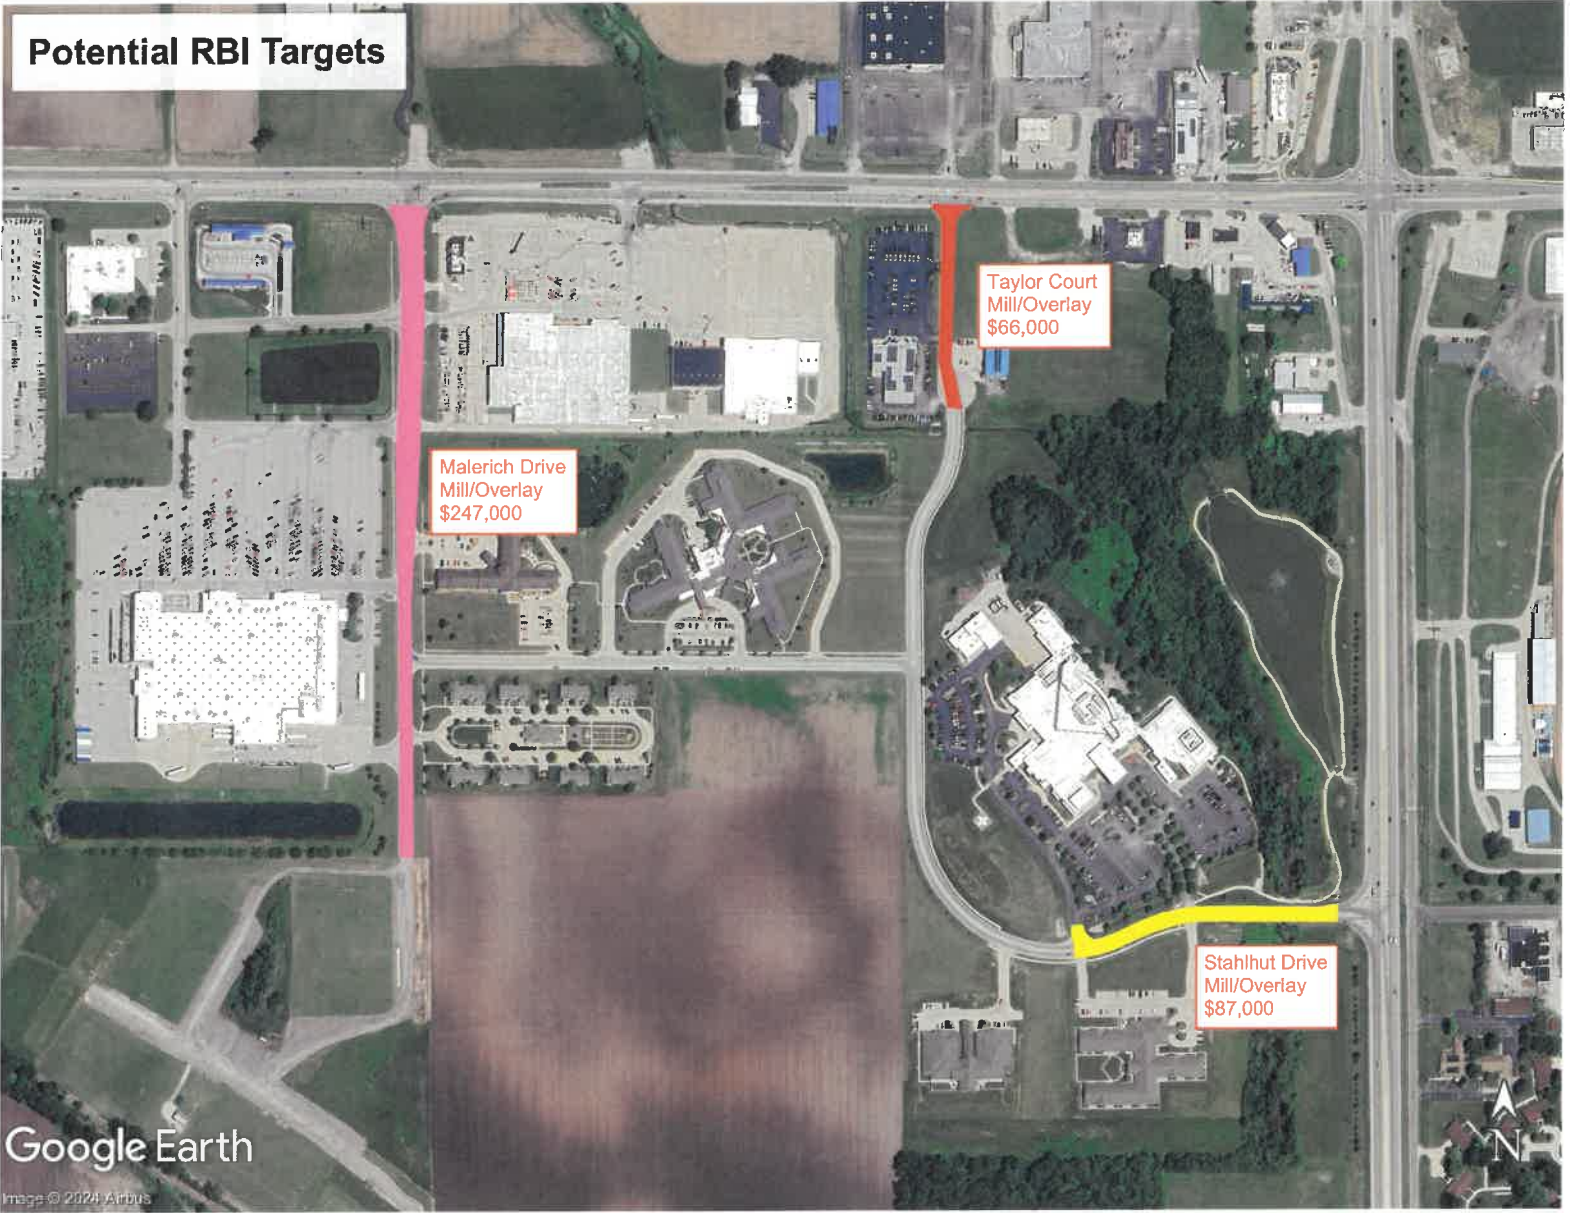 Potential RBI Targets
Taylor Court
Mill/Overlay
$66,000
Malerich Drive
Mill/Overlay
$247,000
Stahlhut Drive
Mill/Overlay
$87,000
N
Google Earth
Image © 2024 Airbus